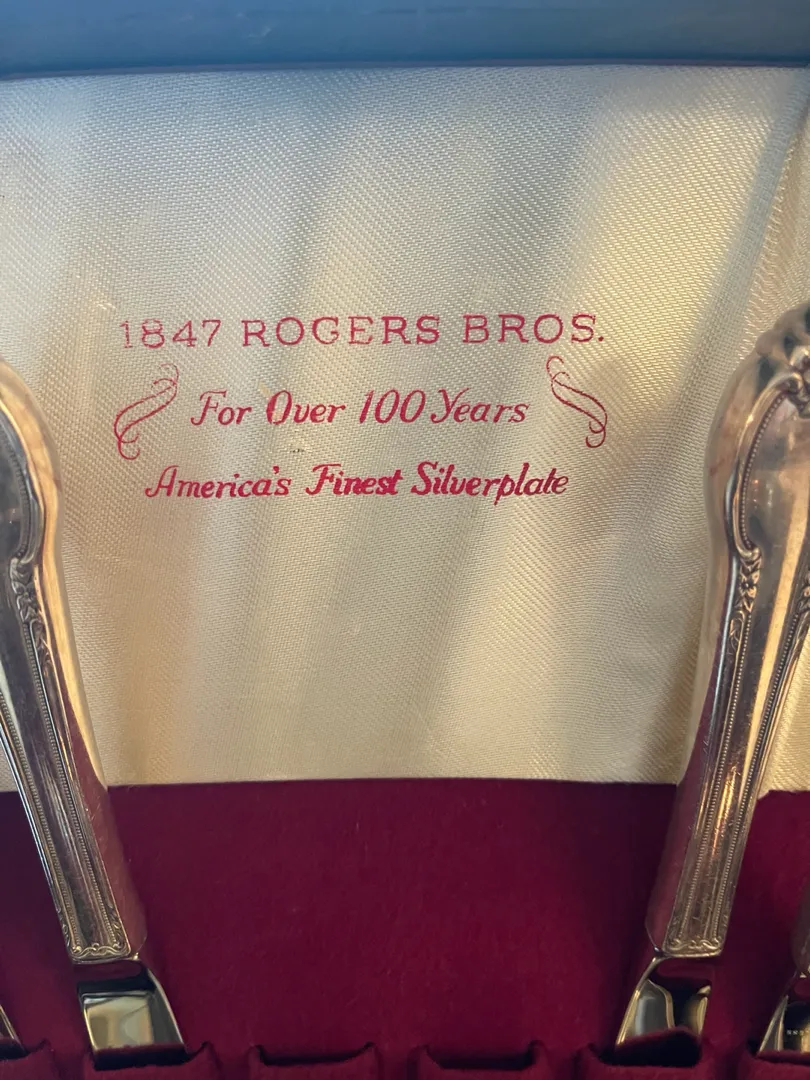 1847 ROGERS BROS.
For Over 100 Years
America's Finest Silverplate